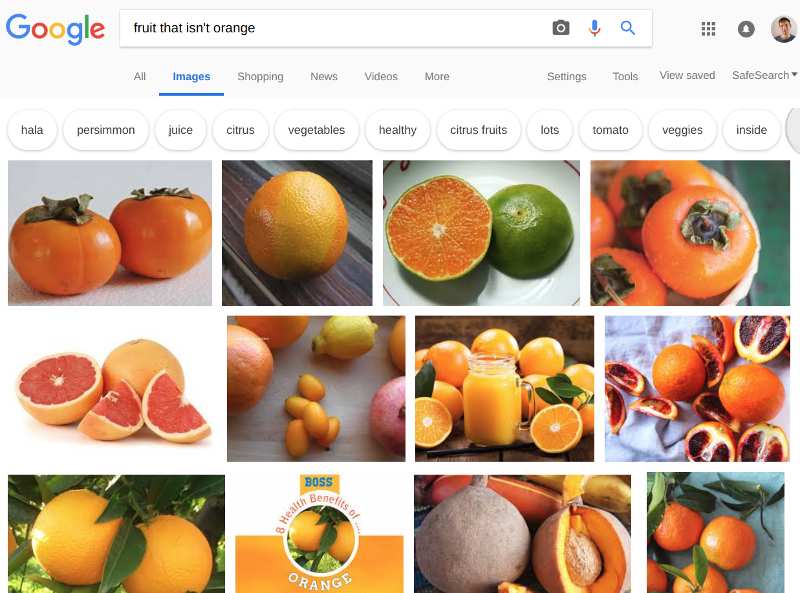 Google
fruit that isn't orange
All Images Shopping News Videos More Settings Tools View saved SafeSearch
hala persimmon juice citrus vegetables healthy citrus fruits lots tomato veggies inside
BOSS
8 Health Benefits of ...
ORANGE